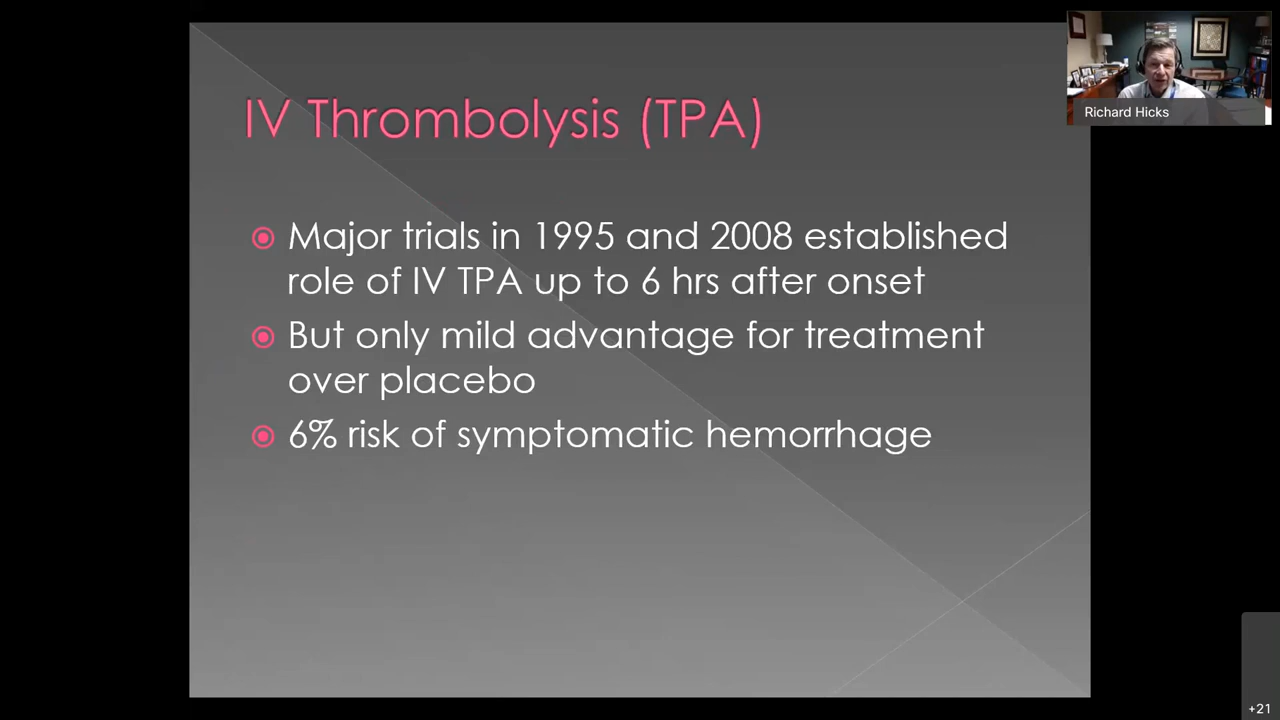 IV Thrombolysis (TPA)
Major trials in 1995 and 2008 established
role of IV TPA up to 6 hrs after onset
But only mild advantage for treatment
over placebo
6% risk of symptomatic hemorrhage
Richard Hicks
+21